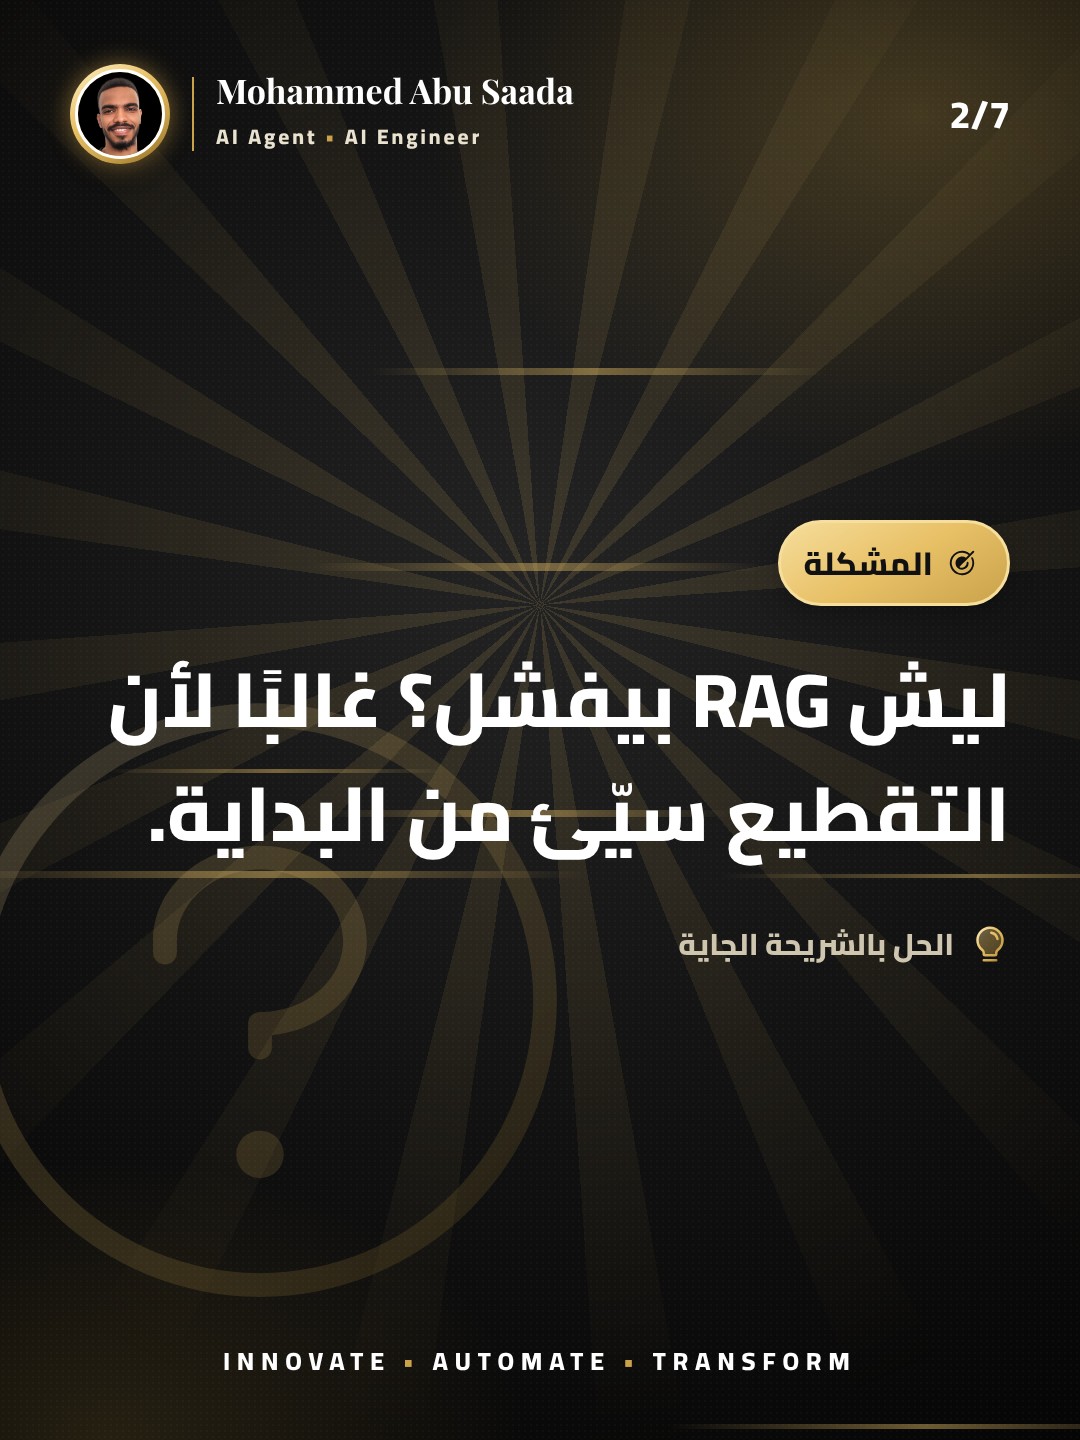 Mohammed Abu Saada
AI Agent ▪ AI Engineer
2/7
المشكلة
ليش RAG بيفشل؟ غالبًا لأن
التقطيع سيّئ من البداية.
الحل بالشريحة الجاية
INNOVATE ▪ AUTOMATE ▪ TRANSFORM